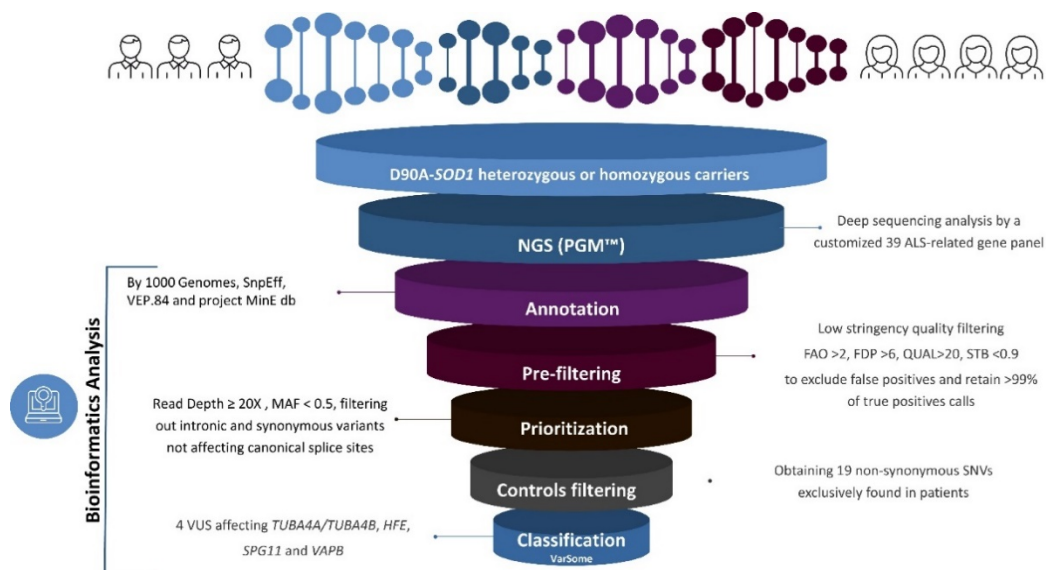 D90A-SOD1 heterozygous or homozygous carriers
NGS (PGM™)
Deep sequencing analysis by a
customized 39 ALS-related gene panel
Bioinformatics Analysis
By 1000 Genomes, SnpEff,
VEP.84 and project MinE db
Annotation
Pre-filtering
Low stringency quality filtering
FAO >2, FDP >6, QUAL>20, STB <0.9
to exclude false positives and retain >99%
of true positives calls
Read Depth ≥ 20X , MAF < 0.5, filtering
out intronic and synonymous variants
not affecting canonical splice sites
Prioritization
Controls filtering
Obtaining 19 non-synonymous SNVs
exclusively found in patients
4 VUS affecting TUBA4A/TUBA4B, HFE,
SPG11 and VAPB
Classification
VarSome